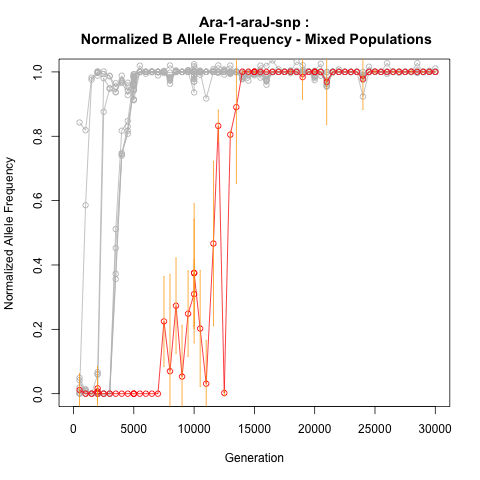 Ara-1-araJ-snp :
Normalized B Allele Frequency - Mixed Populations
Normalized Allele Frequency
1.0
0.8
0.6
0.4
0.2
0.0
0 5000 10000 15000 20000 25000 30000
Generation